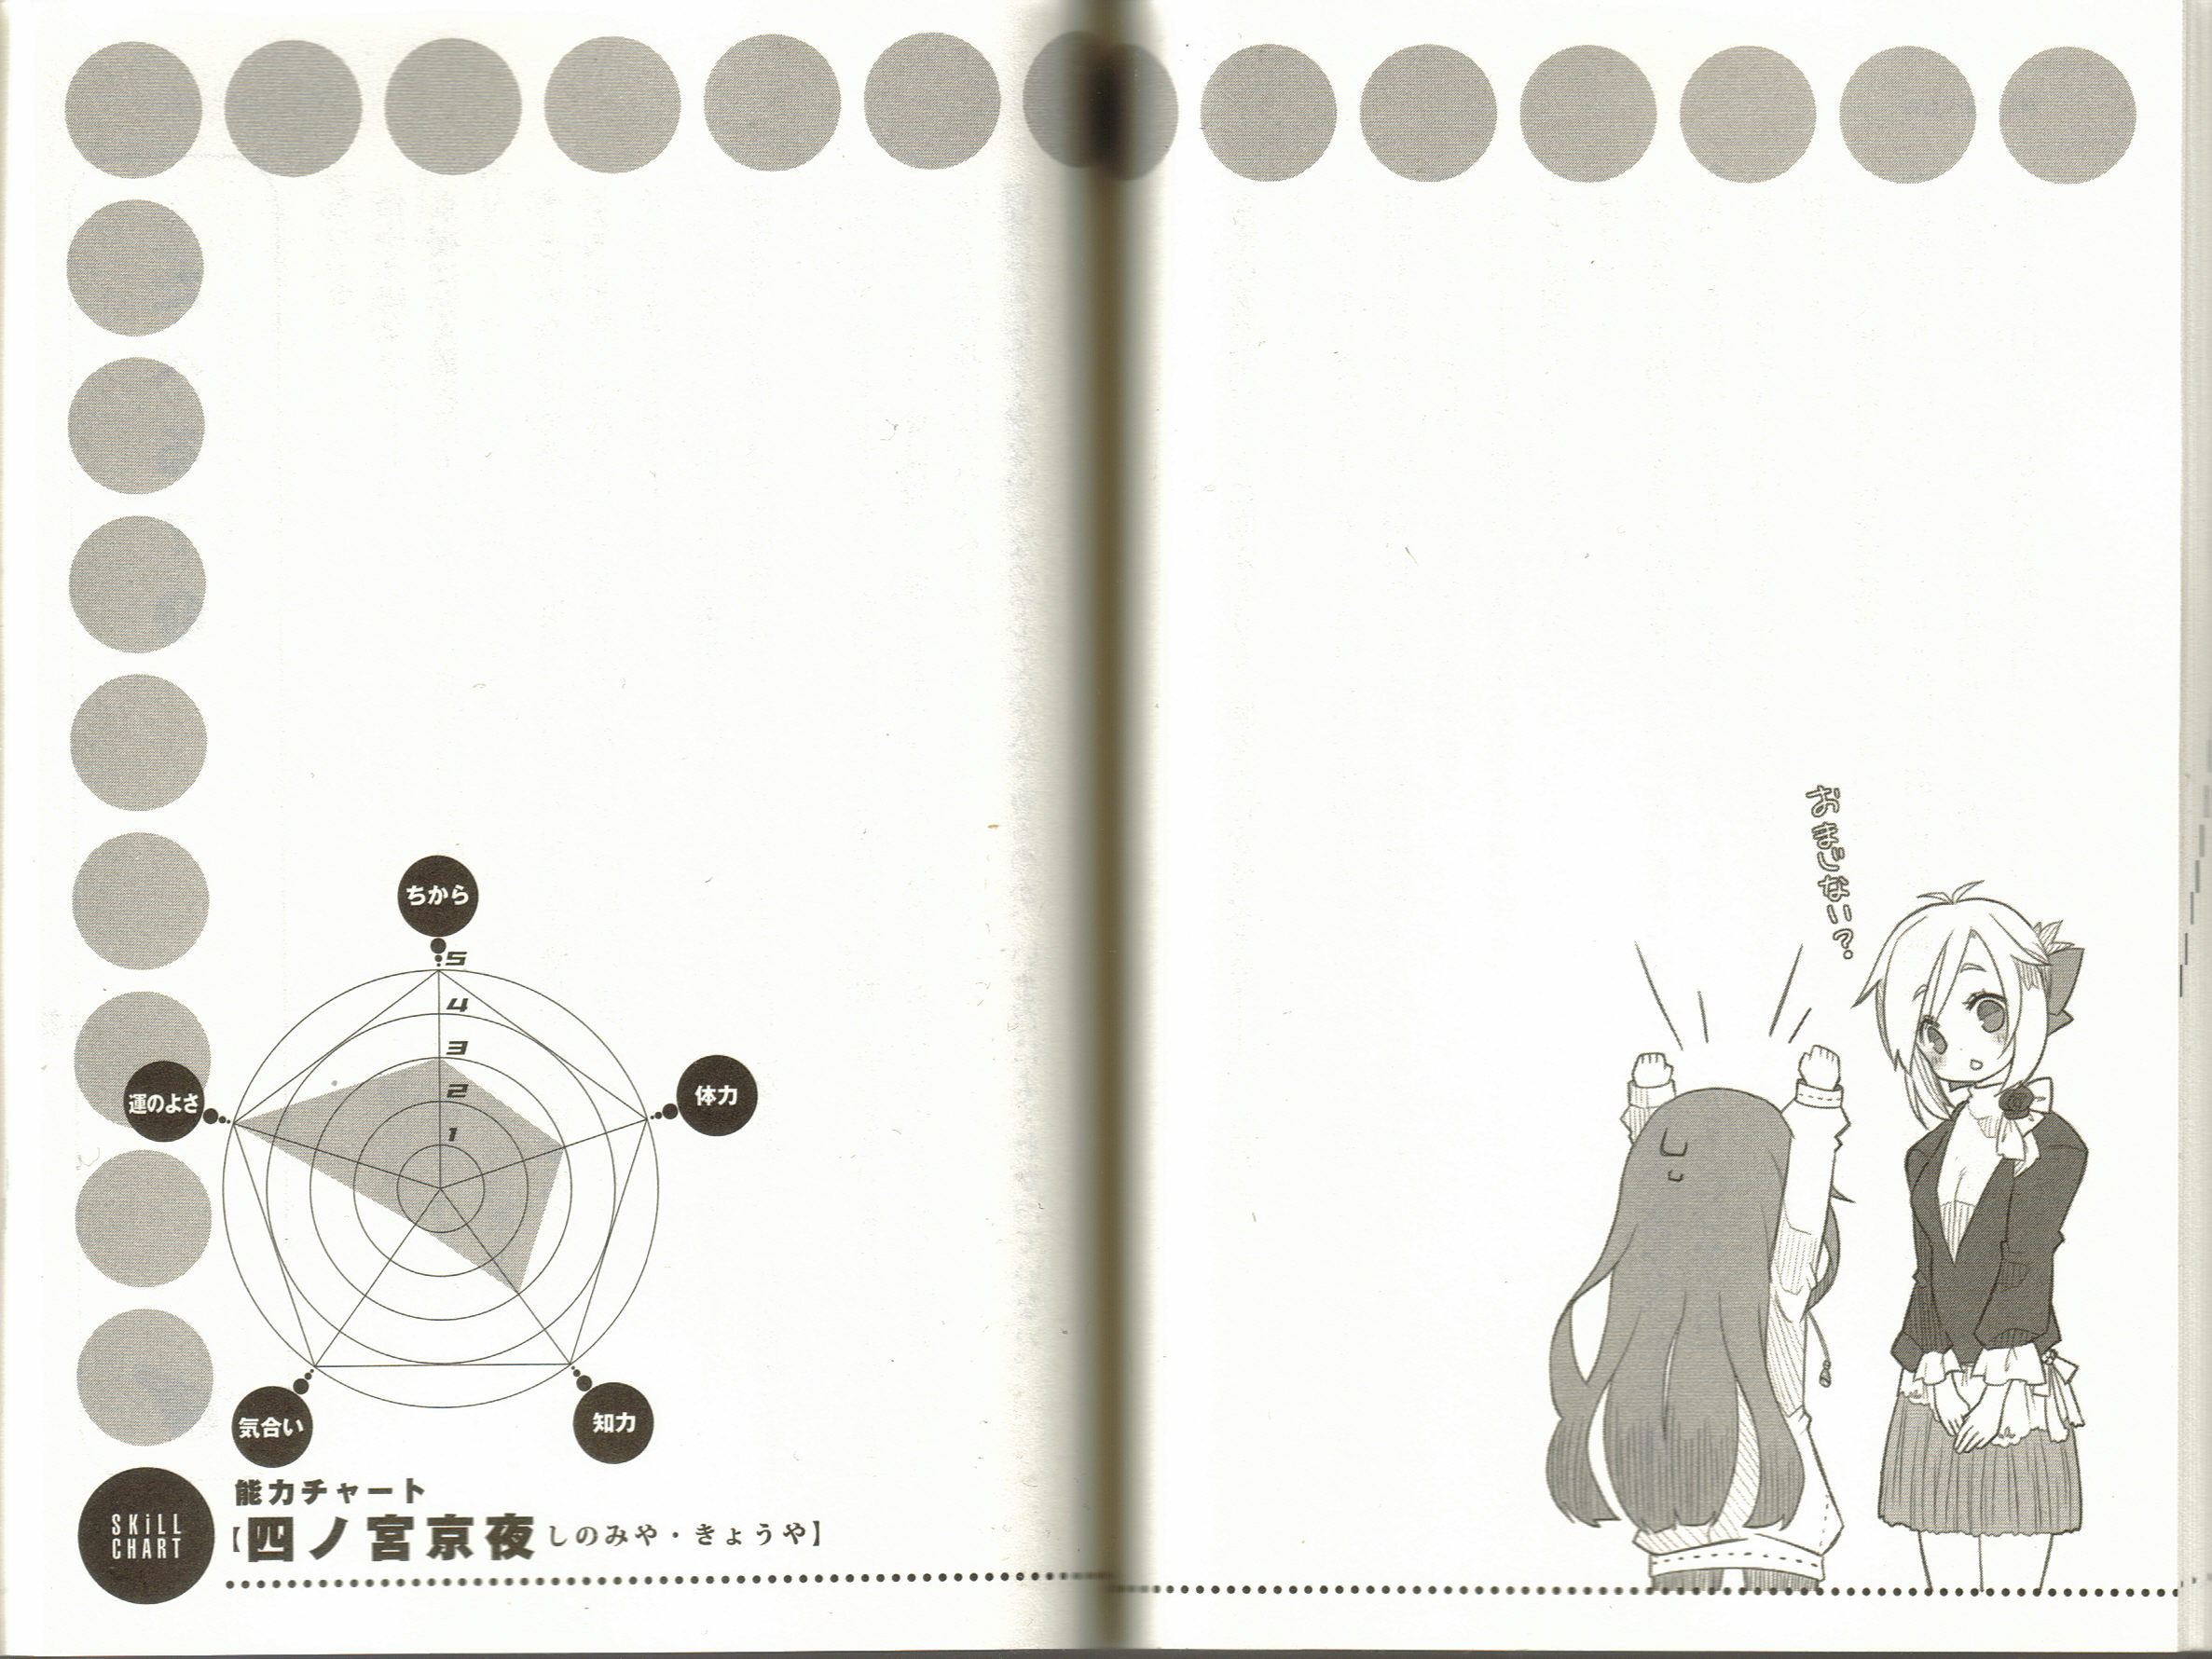 おまじない?
ちから
5
4
3
2
1
運のよさ
体力
気合い
知力
能力チャート
SKiLL
CHART
【四ノ宮京夜しのみや・きょうや】